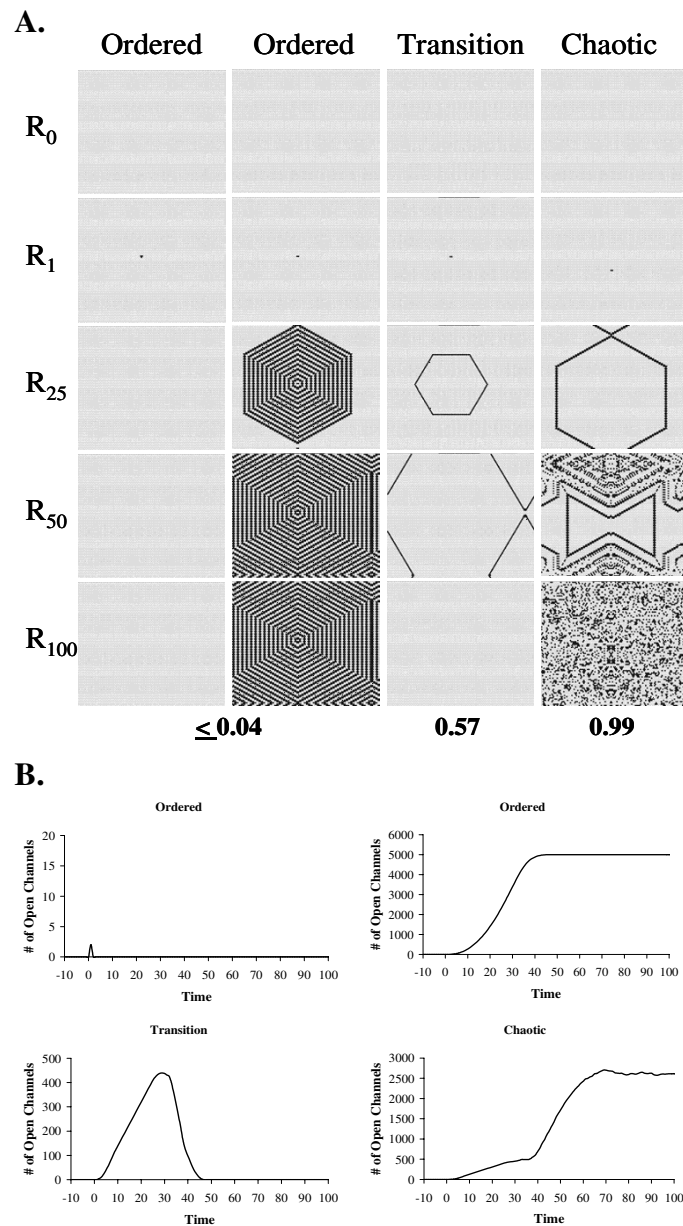 A.
Ordered Ordered Transition Chaotic
R0
R1
R25
R50
R100
≤ 0.04 0.57 0.99
B.
Ordered
# of Open Channels
20
15
10
5
0
-10 0 10 20 30 40 50 60 70 80 90 100
Time
Ordered
# of Open Channels
6000
5000
4000
3000
2000
1000
0
-10 0 10 20 30 40 50 60 70 80 90 100
Time
Transition
# of Open Channels
500
400
300
200
100
0
-10 0 10 20 30 40 50 60 70 80 90 100
Time
Chaotic
# of Open Channels
3000
2500
2000
1500
1000
500
0
-10 0 10 20 30 40 50 60 70 80 90 100
Time